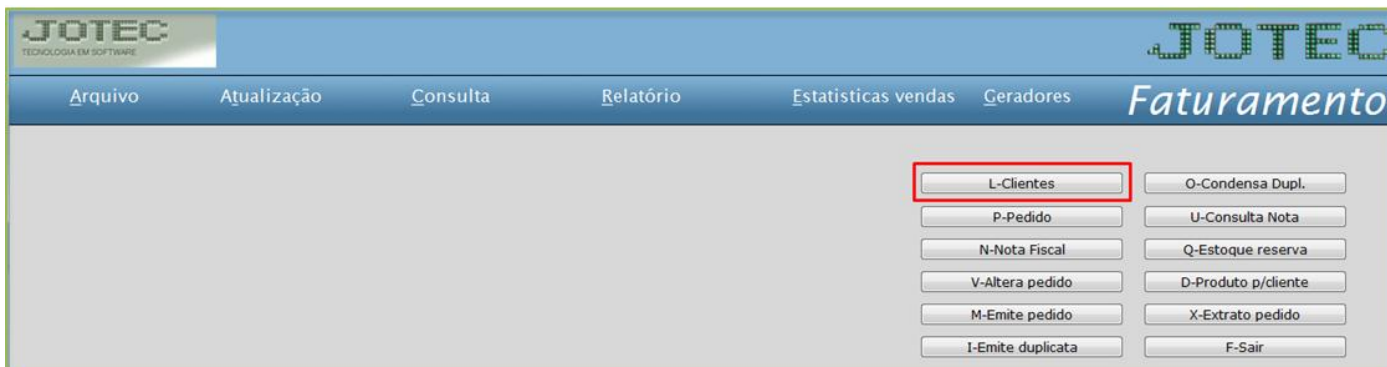 JOTEC
TECNOLOGIA EM SOFTWARE
JOTEC
Arquivo Atualização Consulta Relatório Estatisticas vendas Geradores Faturamento
L-Clientes O-Condensa Dupl.
P-Pedido U-Consulta Nota
N-Nota Fiscal Q-Estoque reserva
V-Altera pedido D-Produto p/cliente
M-Emite pedido X-Extrato pedido
I-Emite duplicata F-Sair